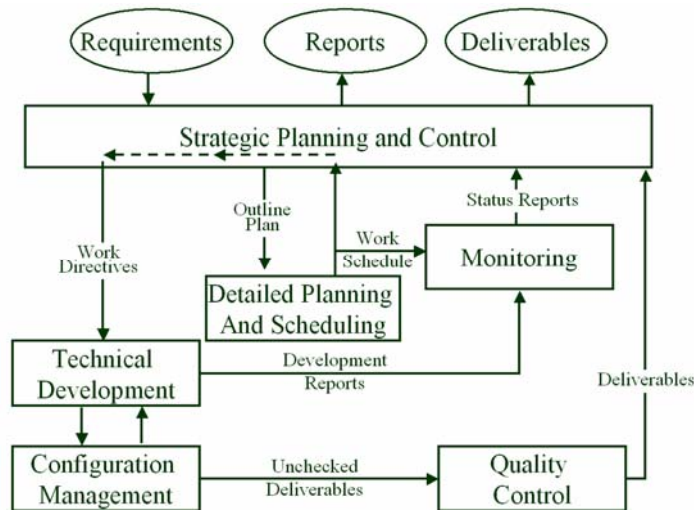 Requirements
Reports
Deliverables
Strategic Planning and Control
Outline
Plan
Status Reports
Work
Directives
Work
Schedule
Monitoring
Detailed Planning
And Scheduling
Technical
Development
Development
Reports
Deliverables
Configuration
Management
Unchecked
Deliverables
Quality
Control